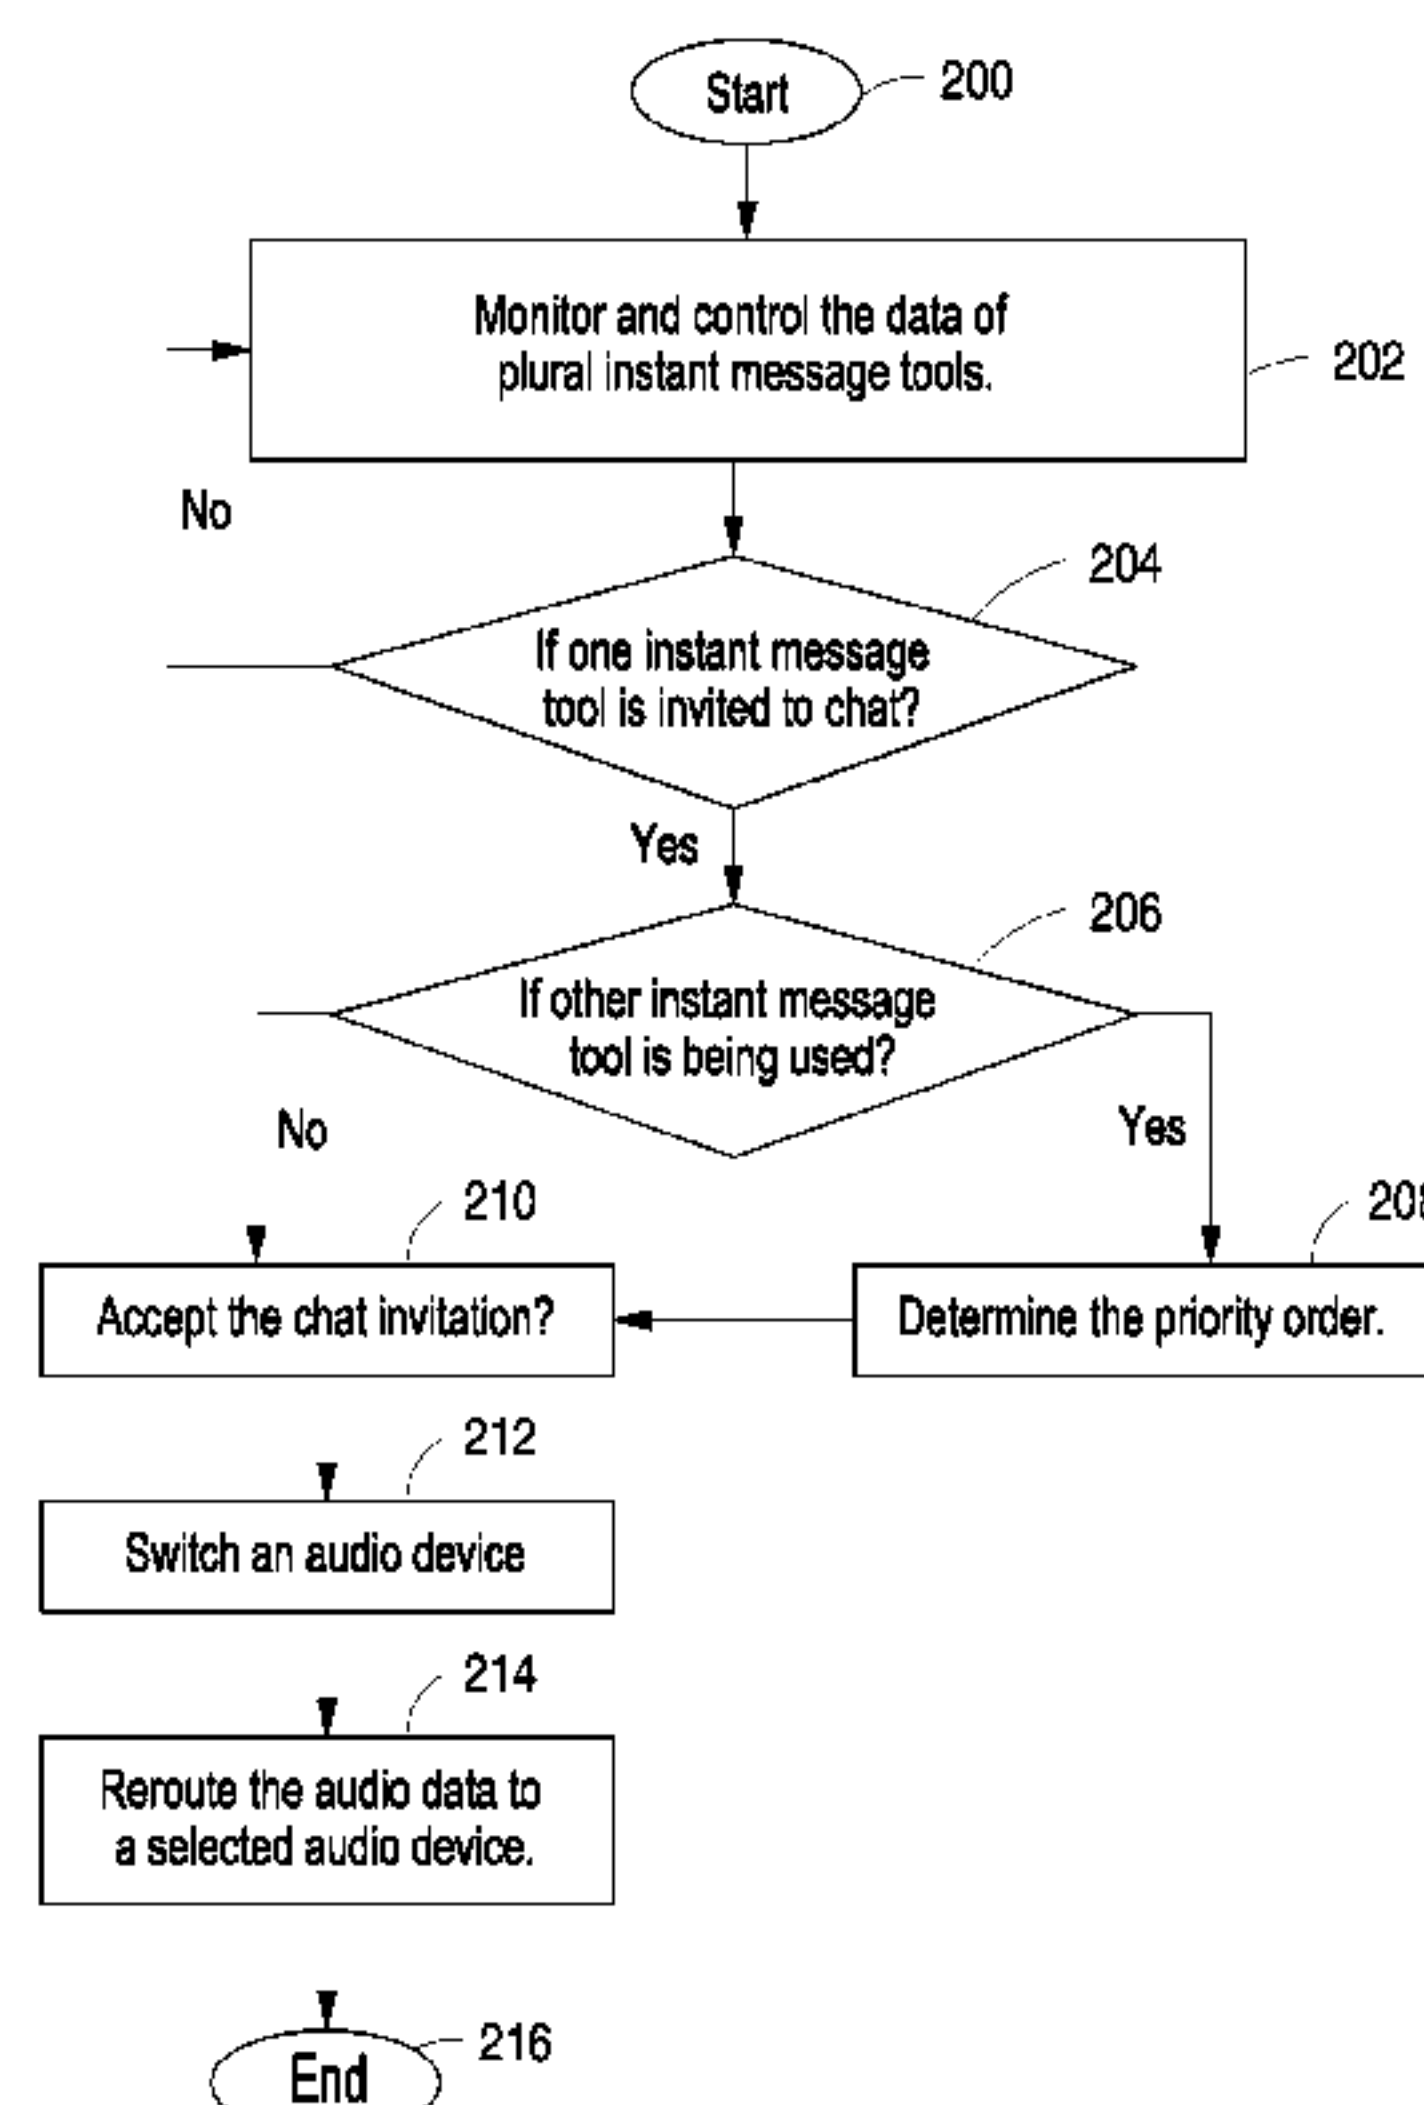 Start
200
Monitor and control the data of
plural instant message tools.
202
No
204
If one instant message
tool is invited to chat?
Yes
206
If other instant message
tool is being used?
No
Yes
210
208
Accept the chat invitation?
Determine the priority order.
212
Switch an audio device
214
Reroute the audio data to
a selected audio device.
216
End